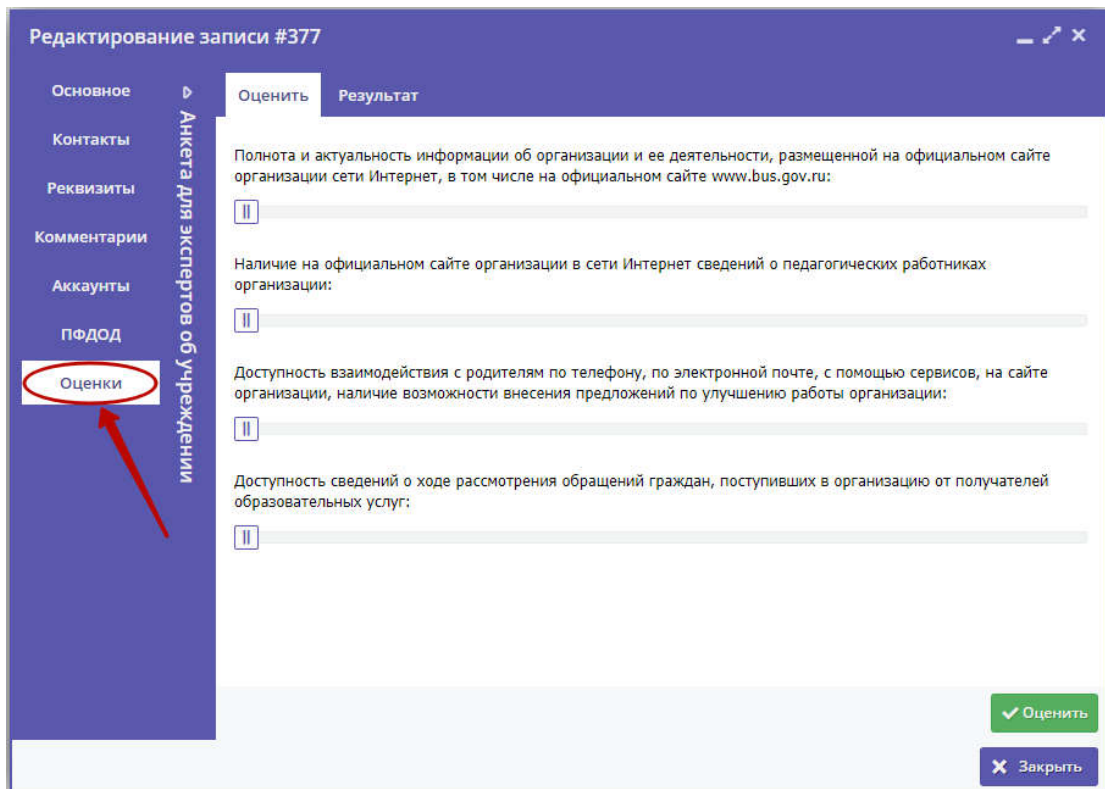 Редактирование записи #377
Основное
Контакты
Реквизиты
Комментарии
Аккаунты
ПФДОД
Оценки
Анкета для экспертов об учреждении
Оценить
Результат
Полнота и актуальность информации об организации и ее деятельности, размещенной на официальном сайте
организации сети Интернет, в том числе на официальном сайте www.bus.gov.ru:
Наличие на официальном сайте организации в сети Интернет сведений о педагогических работниках
организации:
Доступность взаимодействия с родителям по телефону, по электронной почте, с помощью сервисов, на сайте
организации, наличие возможности внесения предложений по улучшению работы организации:
Доступность сведений о ходе рассмотрения обращений граждан, поступивших в организацию от получателей
образовательных услуг:
Оценить
Закрыть